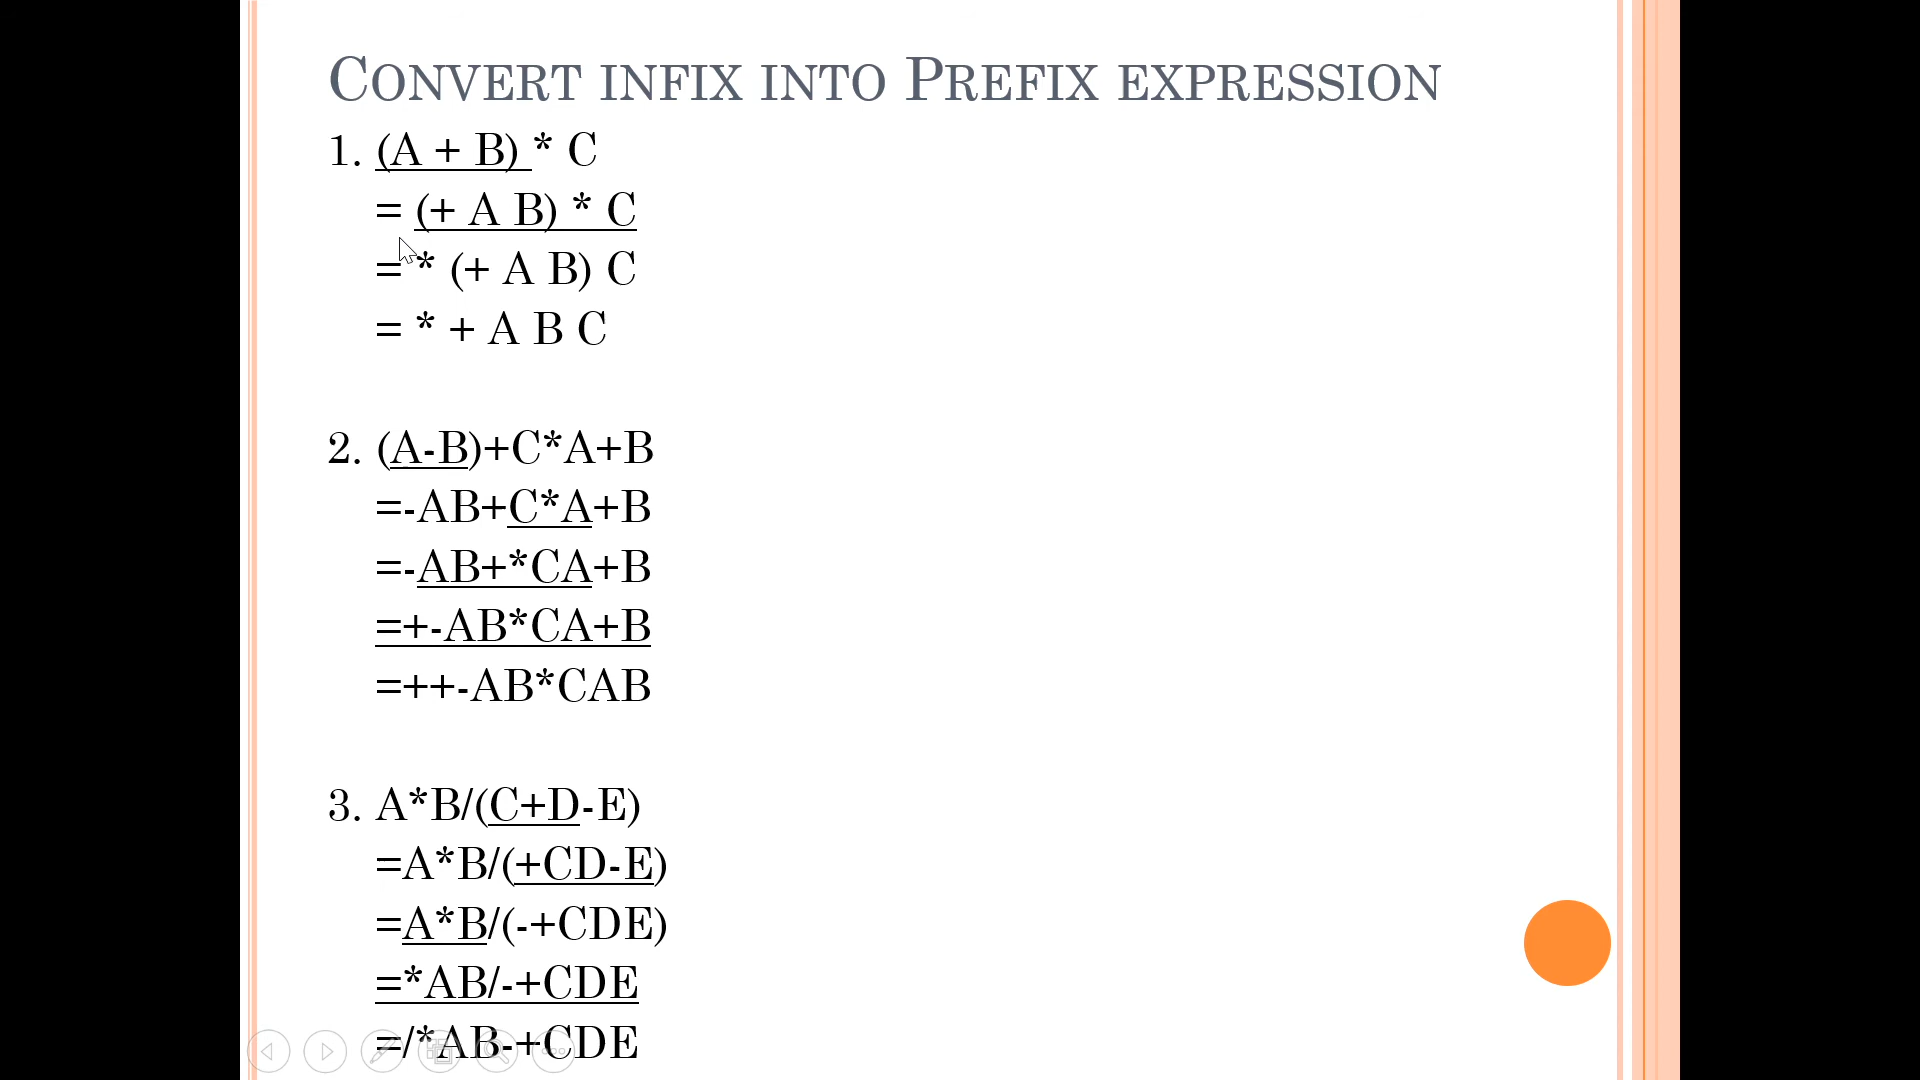 CONVERT INFIX INTO PREFIX EXPRESSION
1. (A + B) * C
= (+ A B) * C
= * (+ A B) C
= * + A B C
2. (A-B)+C*A+B
=-AB+C*A+B
=-AB+*CA+B
=+-AB*CA+B
=++-AB*CAB
3. A*B/(C+D-E)
=A*B/(+CD-E)
=A*B/(-+CDE)
=*AB/-+CDE
=/*AB-+CDE